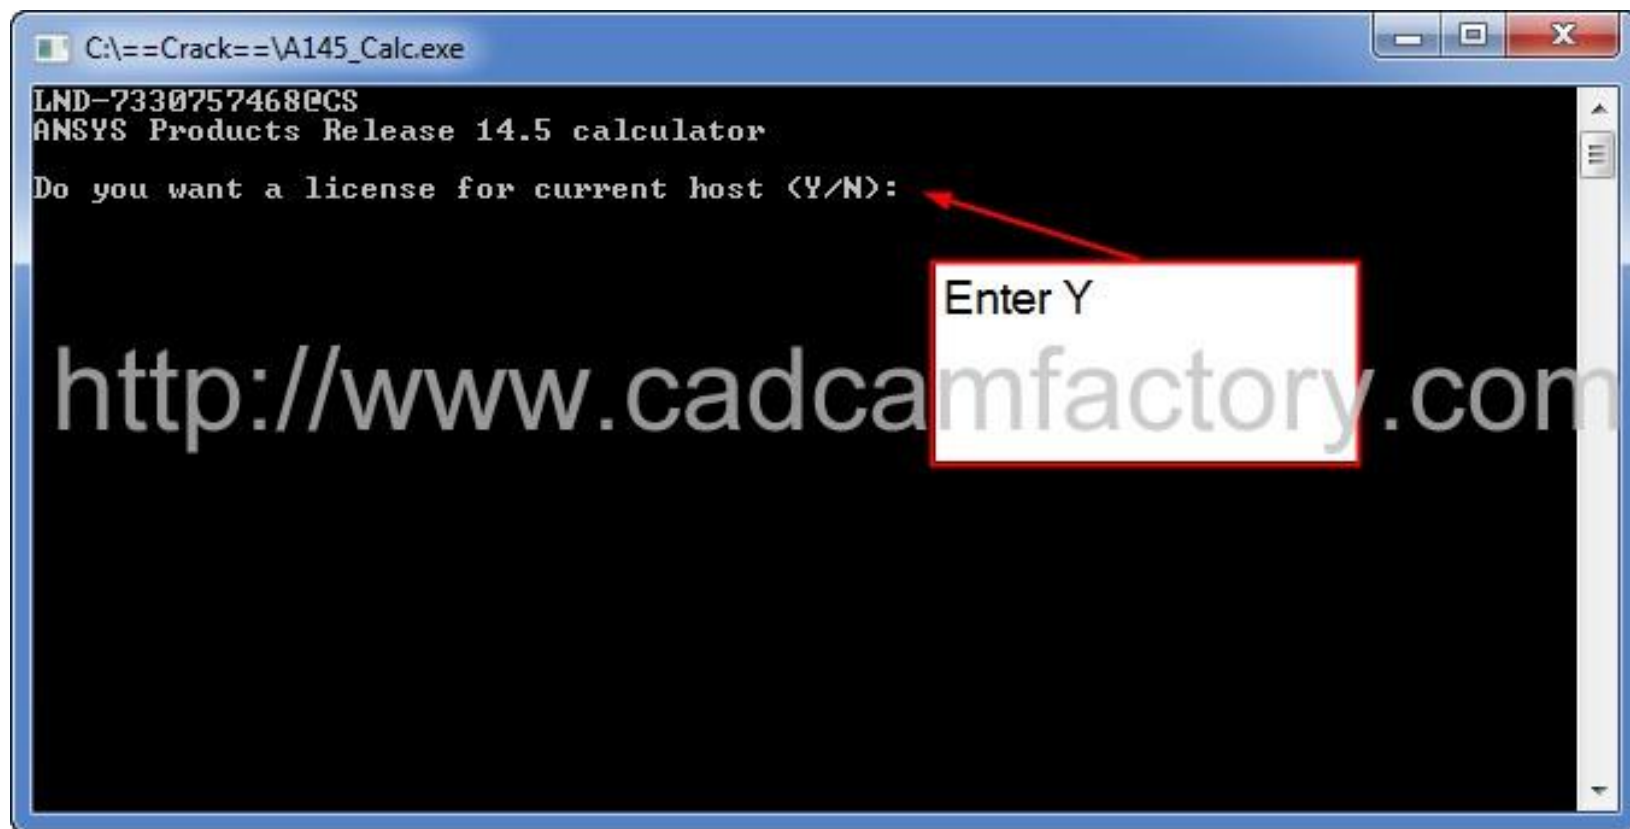 C:\==Crack==\A145_Calc.exe
LND-7330757468@CS
ANSYS Products Release 14.5 calculator
Do you want a license for current host (Y/N):
Enter Y
http://www.cadcamfactory.com